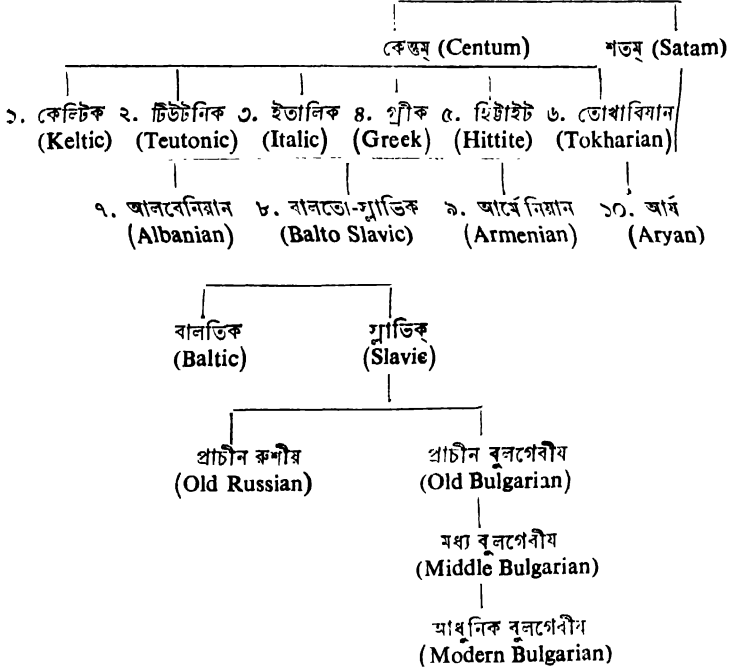 কেন্তুম্ (Centum) শতম্ (Satam)
১. কেল্টিক ২. টিউটনিক ৩. ইতালিক ৪. গ্রীক ৫. হিট্টাইট ৬. তোখাবিযান
(Keltic) (Teutonic) (Italic) (Greek) (Hittite) (Tokharian)
৭. আলবেনিয়ান ৮. বালতো-স্লাভিক ৯. আর্মেনিয়ান ১০. আর্য
(Albanian) (Balto Slavic) (Armenian) (Aryan)
বালতিক স্লাভিক্
(Baltic) (Slavic)
প্রাচীন রুশীয় প্রাচীন বুলগেবীয
(Old Russian) (Old Bulgarian)
মধ্য বুলগেবীয
(Middle Bulgarian)
আধুনিক বুলগেবীয
(Modern Bulgarian)